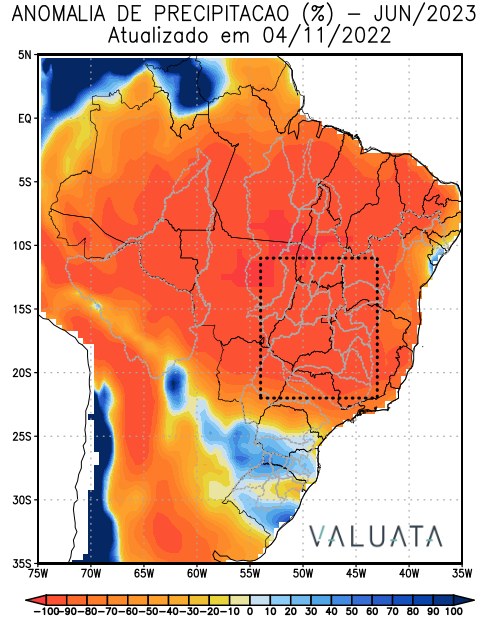 ANOMALIA DE PRECIPITACAO (%) – JUN/2023
Atualizado em 04/11/2022
5N
EQ
5S
10S
15S
20S
25S
30S
35S
VALUATA
75W 70W 65W 60W 55W 50W 45W 40W 35W
-100 -90 -80 -70 -60 -50 -40 -30 -20 -10 0 10 20 30 40 50 60 70 80 90 100